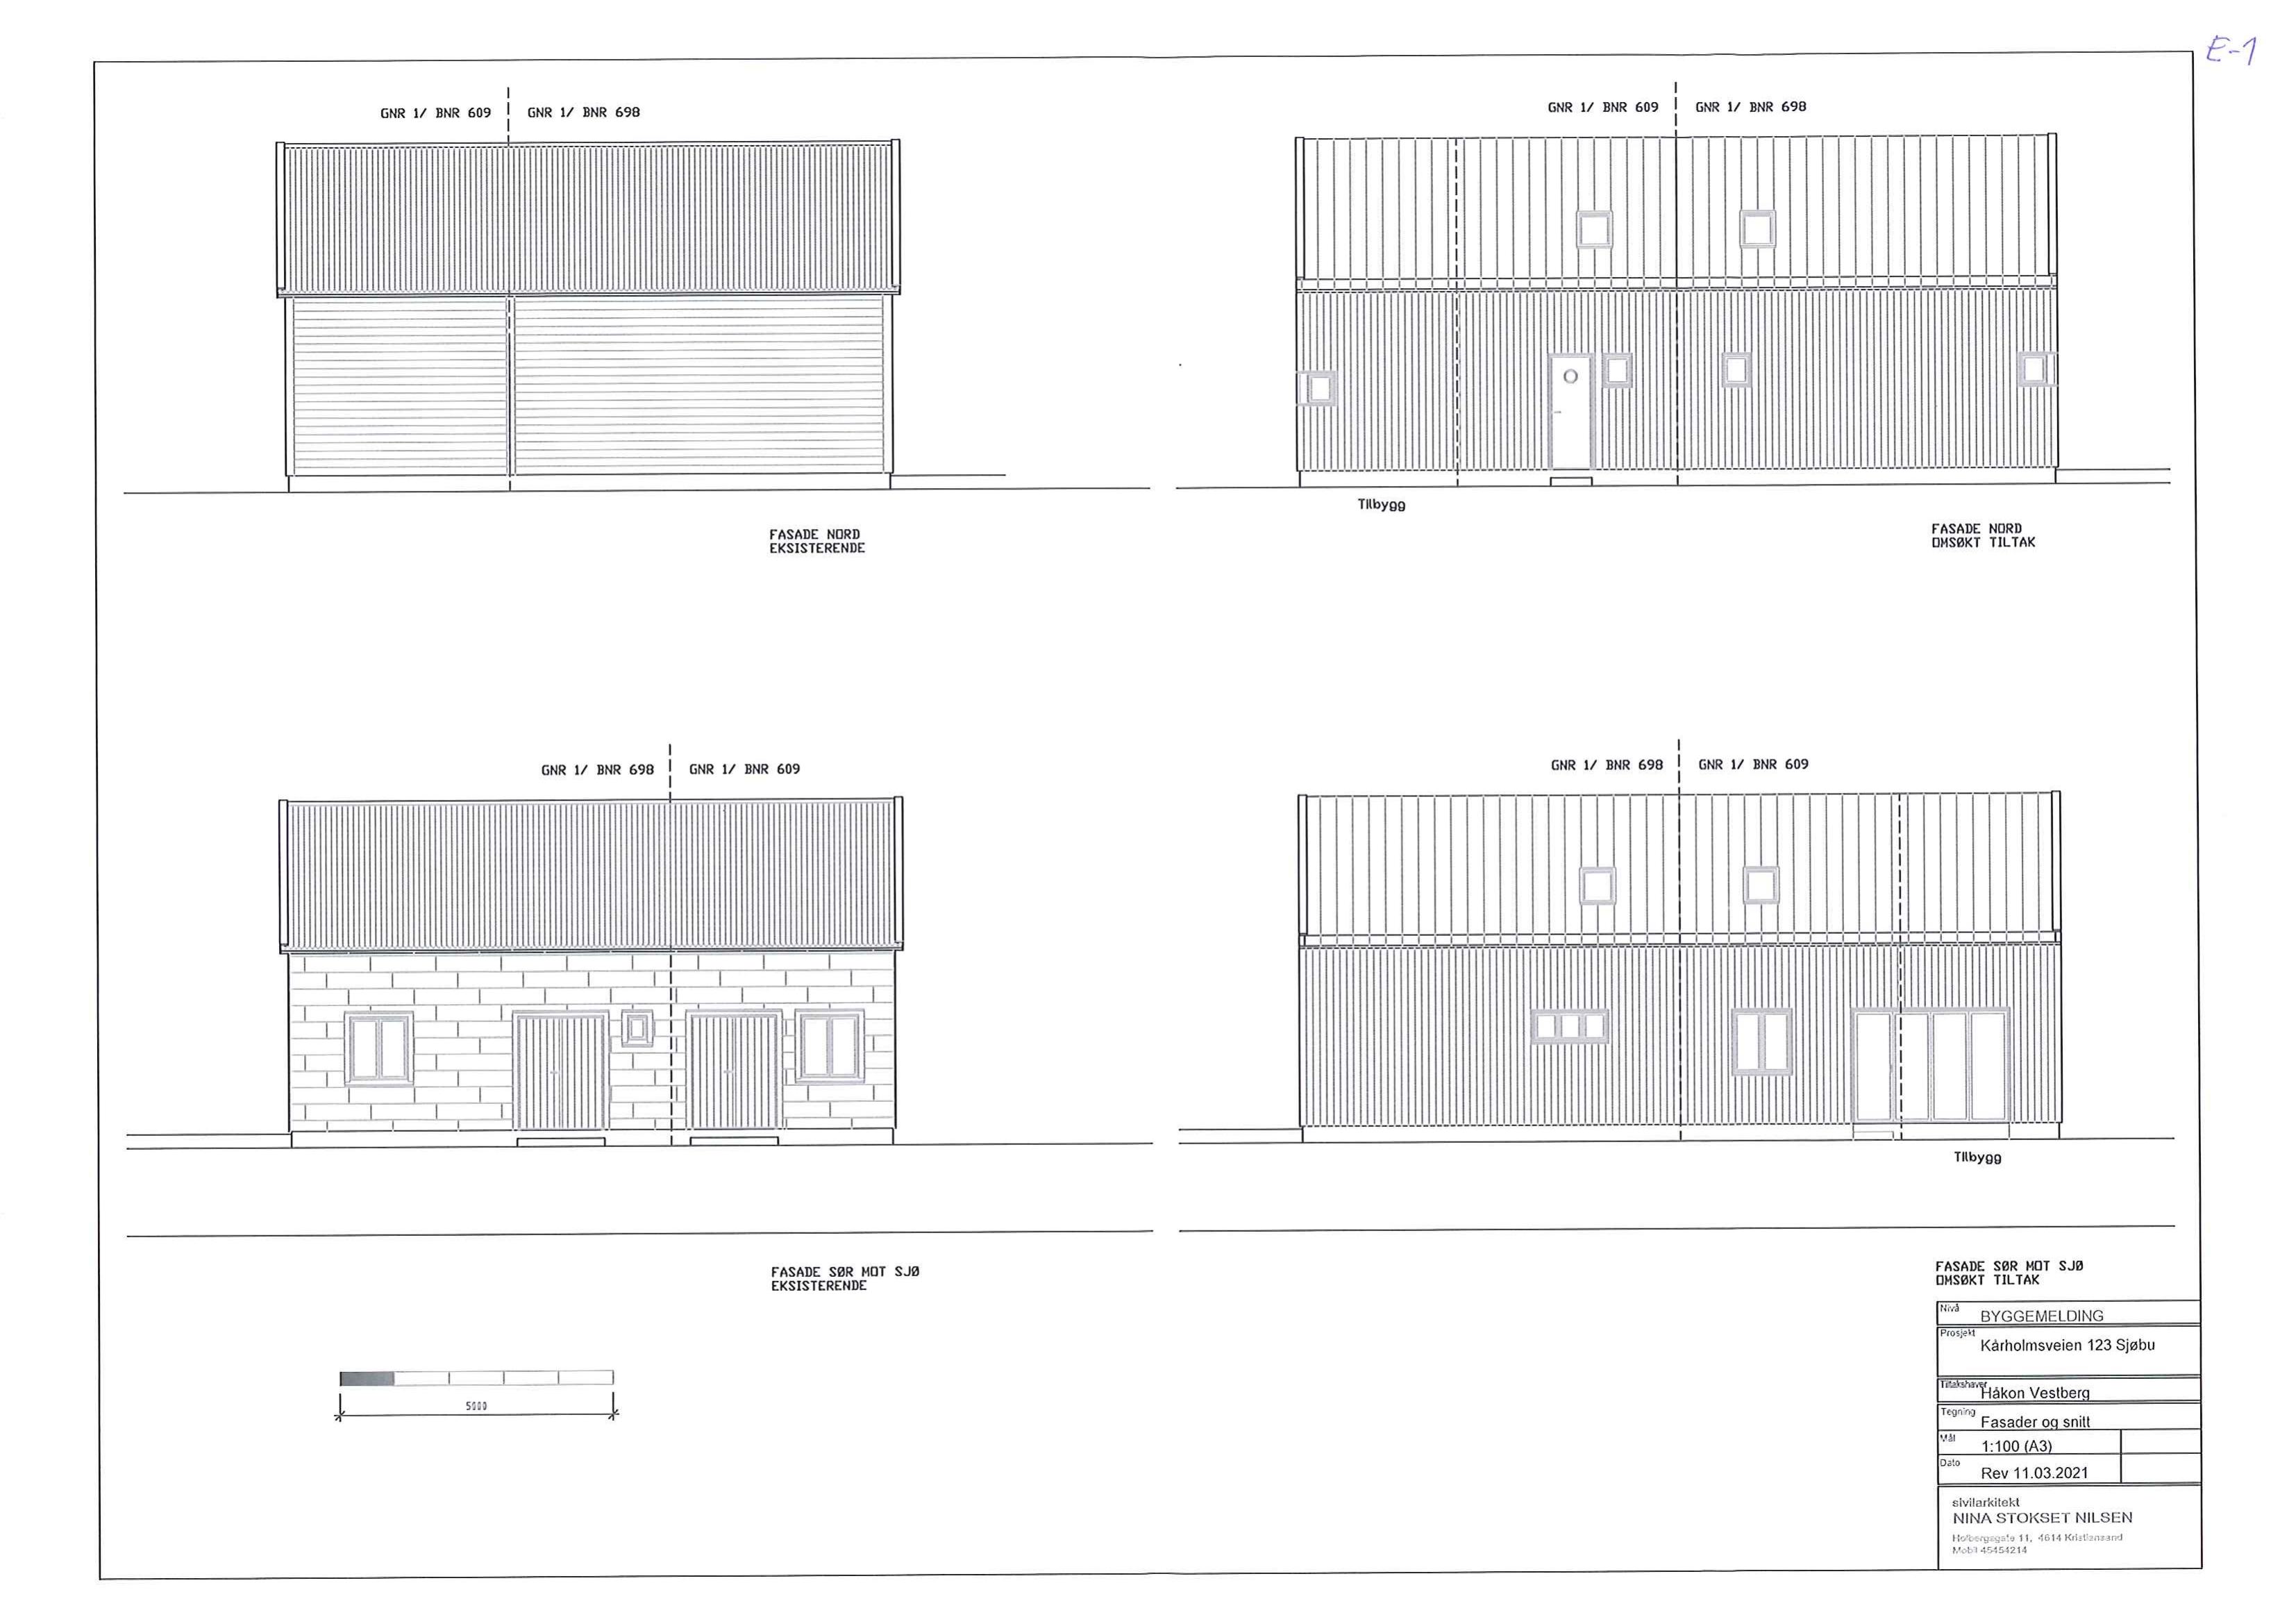 E-1
GNR 1/ BNR 609 GNR 1/ BNR 698
GNR 1/ BNR 609 GNR 1/ BNR 698
Tilbygg
FASADE NORD
EKSISTERENDE
FASADE NORD
OMSØKT TILTAK
GNR 1/ BNR 698 GNR 1/ BNR 609
GNR 1/ BNR 698 GNR 1/ BNR 609
Tilbygg
FASADE SØR MOT SJØ
EKSISTERENDE
FASADE SØR MOT SJØ
OMSØKT TILTAK
5000
Nivå BYGGEMELDING
Prosjekt Kårholmsveien 123 Sjøbu
Tiltakshaver Håkon Vestberg
Tegning Fasader og snitt
Mål 1:100 (A3)
Dato Rev 11.03.2021
sivilarkitekt
NINA STOKSET NILSEN
Holbergsgate 11, 4614 Kristiansand
Mobil 45454214